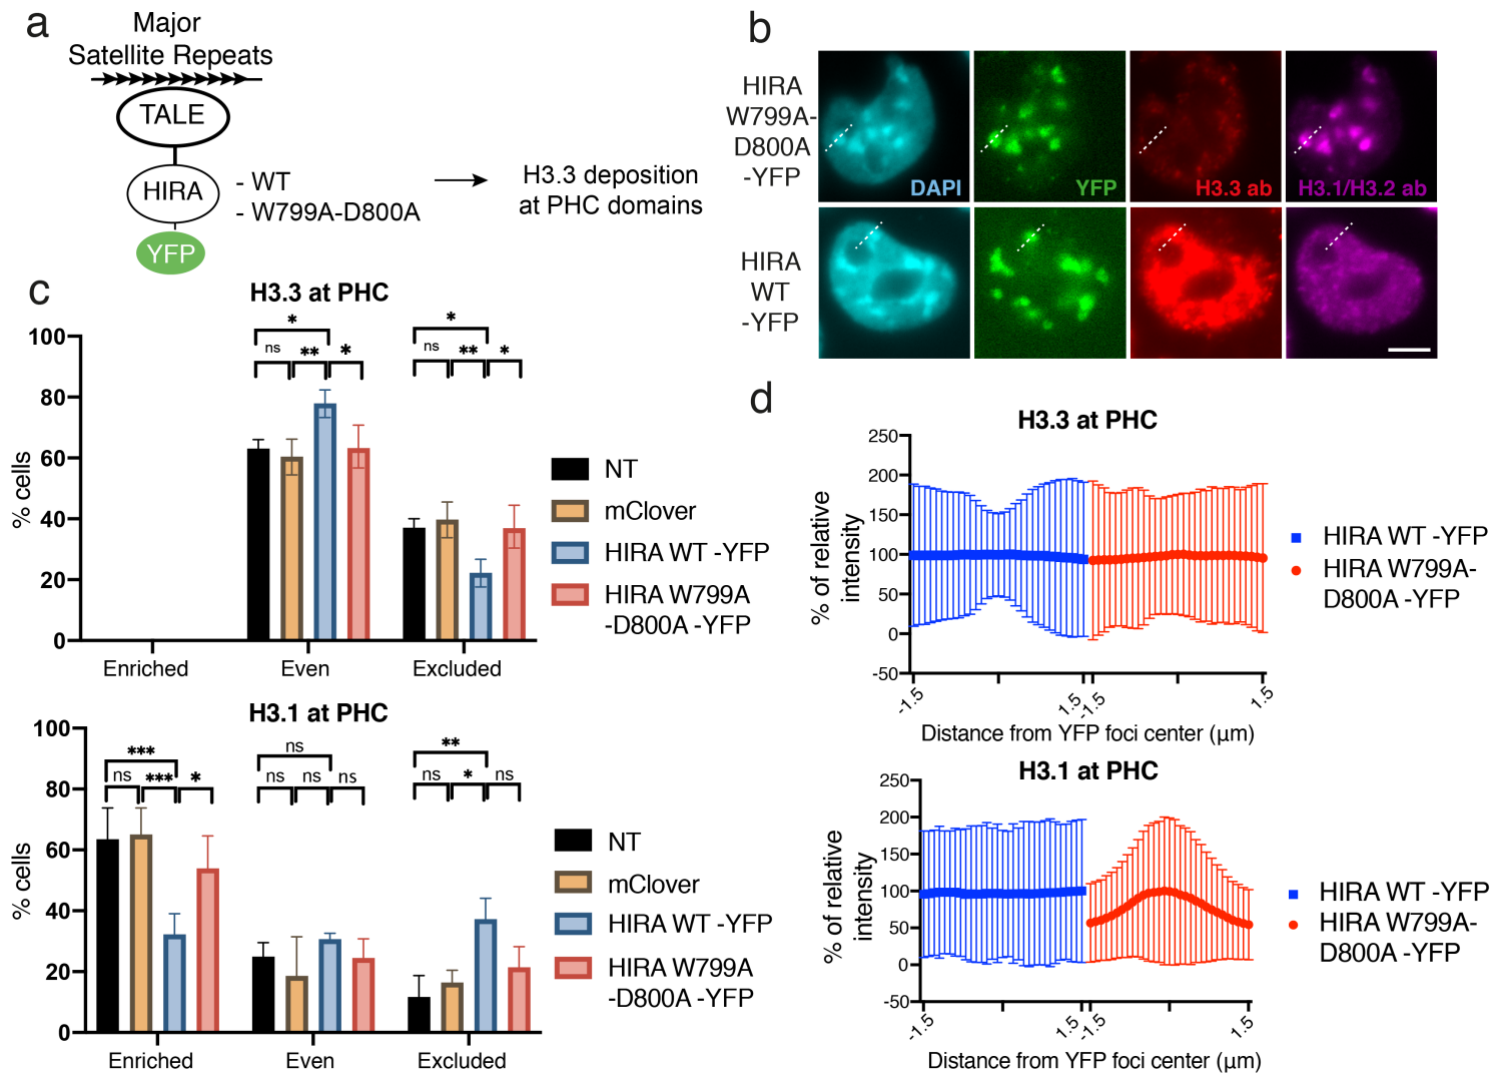 a
Major
Satellite Repeats
TALE
HIRA
- WT
- W799A-D800A
YFP
H3.3 deposition
at PHC domains
b
HIRA
W799A-
D800A
-YFP
DAPI
YFP
H3.3 ab
H3.1/H3.2 ab
HIRA
WT
-YFP
c
H3.3 at PHC
% cells
100
80
60
40
20
0
* ns ** *
* ns ** *
Enriched
Even
Excluded
NT
mClover
HIRA WT -YFP
HIRA W799A
-D800A -YFP
H3.1 at PHC
% cells
100
80
60
40
20
0
*** ns *** *
ns ns ns ns
** ns * ns
Enriched
Even
Excluded
NT
mClover
HIRA WT -YFP
HIRA W799A
-D800A -YFP
d
H3.3 at PHC
% of relative
intensity
250
200
150
100
50
0
-50
-1.5
1.5
-1.5
1.5
Distance from YFP foci center (μm)
HIRA WT -YFP
HIRA W799A-
D800A -YFP
H3.1 at PHC
% of relative
intensity
250
200
150
100
50
0
-50
-1.5
1.5
-1.5
1.5
Distance from YFP foci center (μm)
HIRA WT -YFP
HIRA W799A-
D800A -YFP